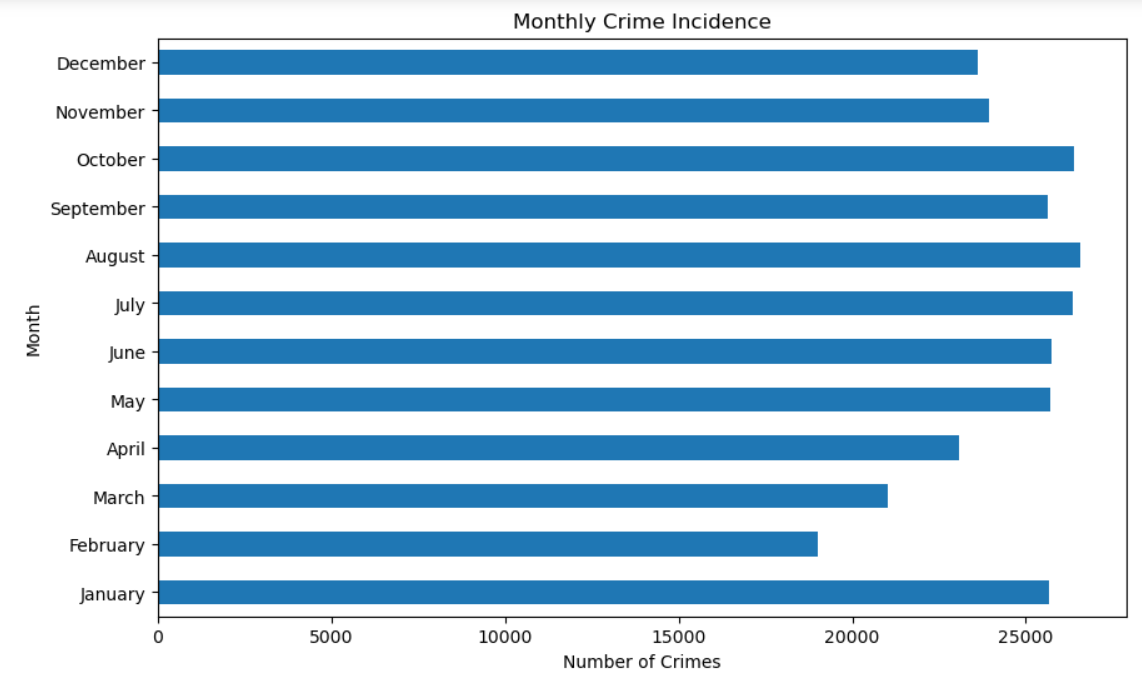 Monthly Crime Incidence
December
November
October
September
August
July
June
May
April
March
February
January
Month
0 5000 10000 15000 20000 25000
Number of Crimes